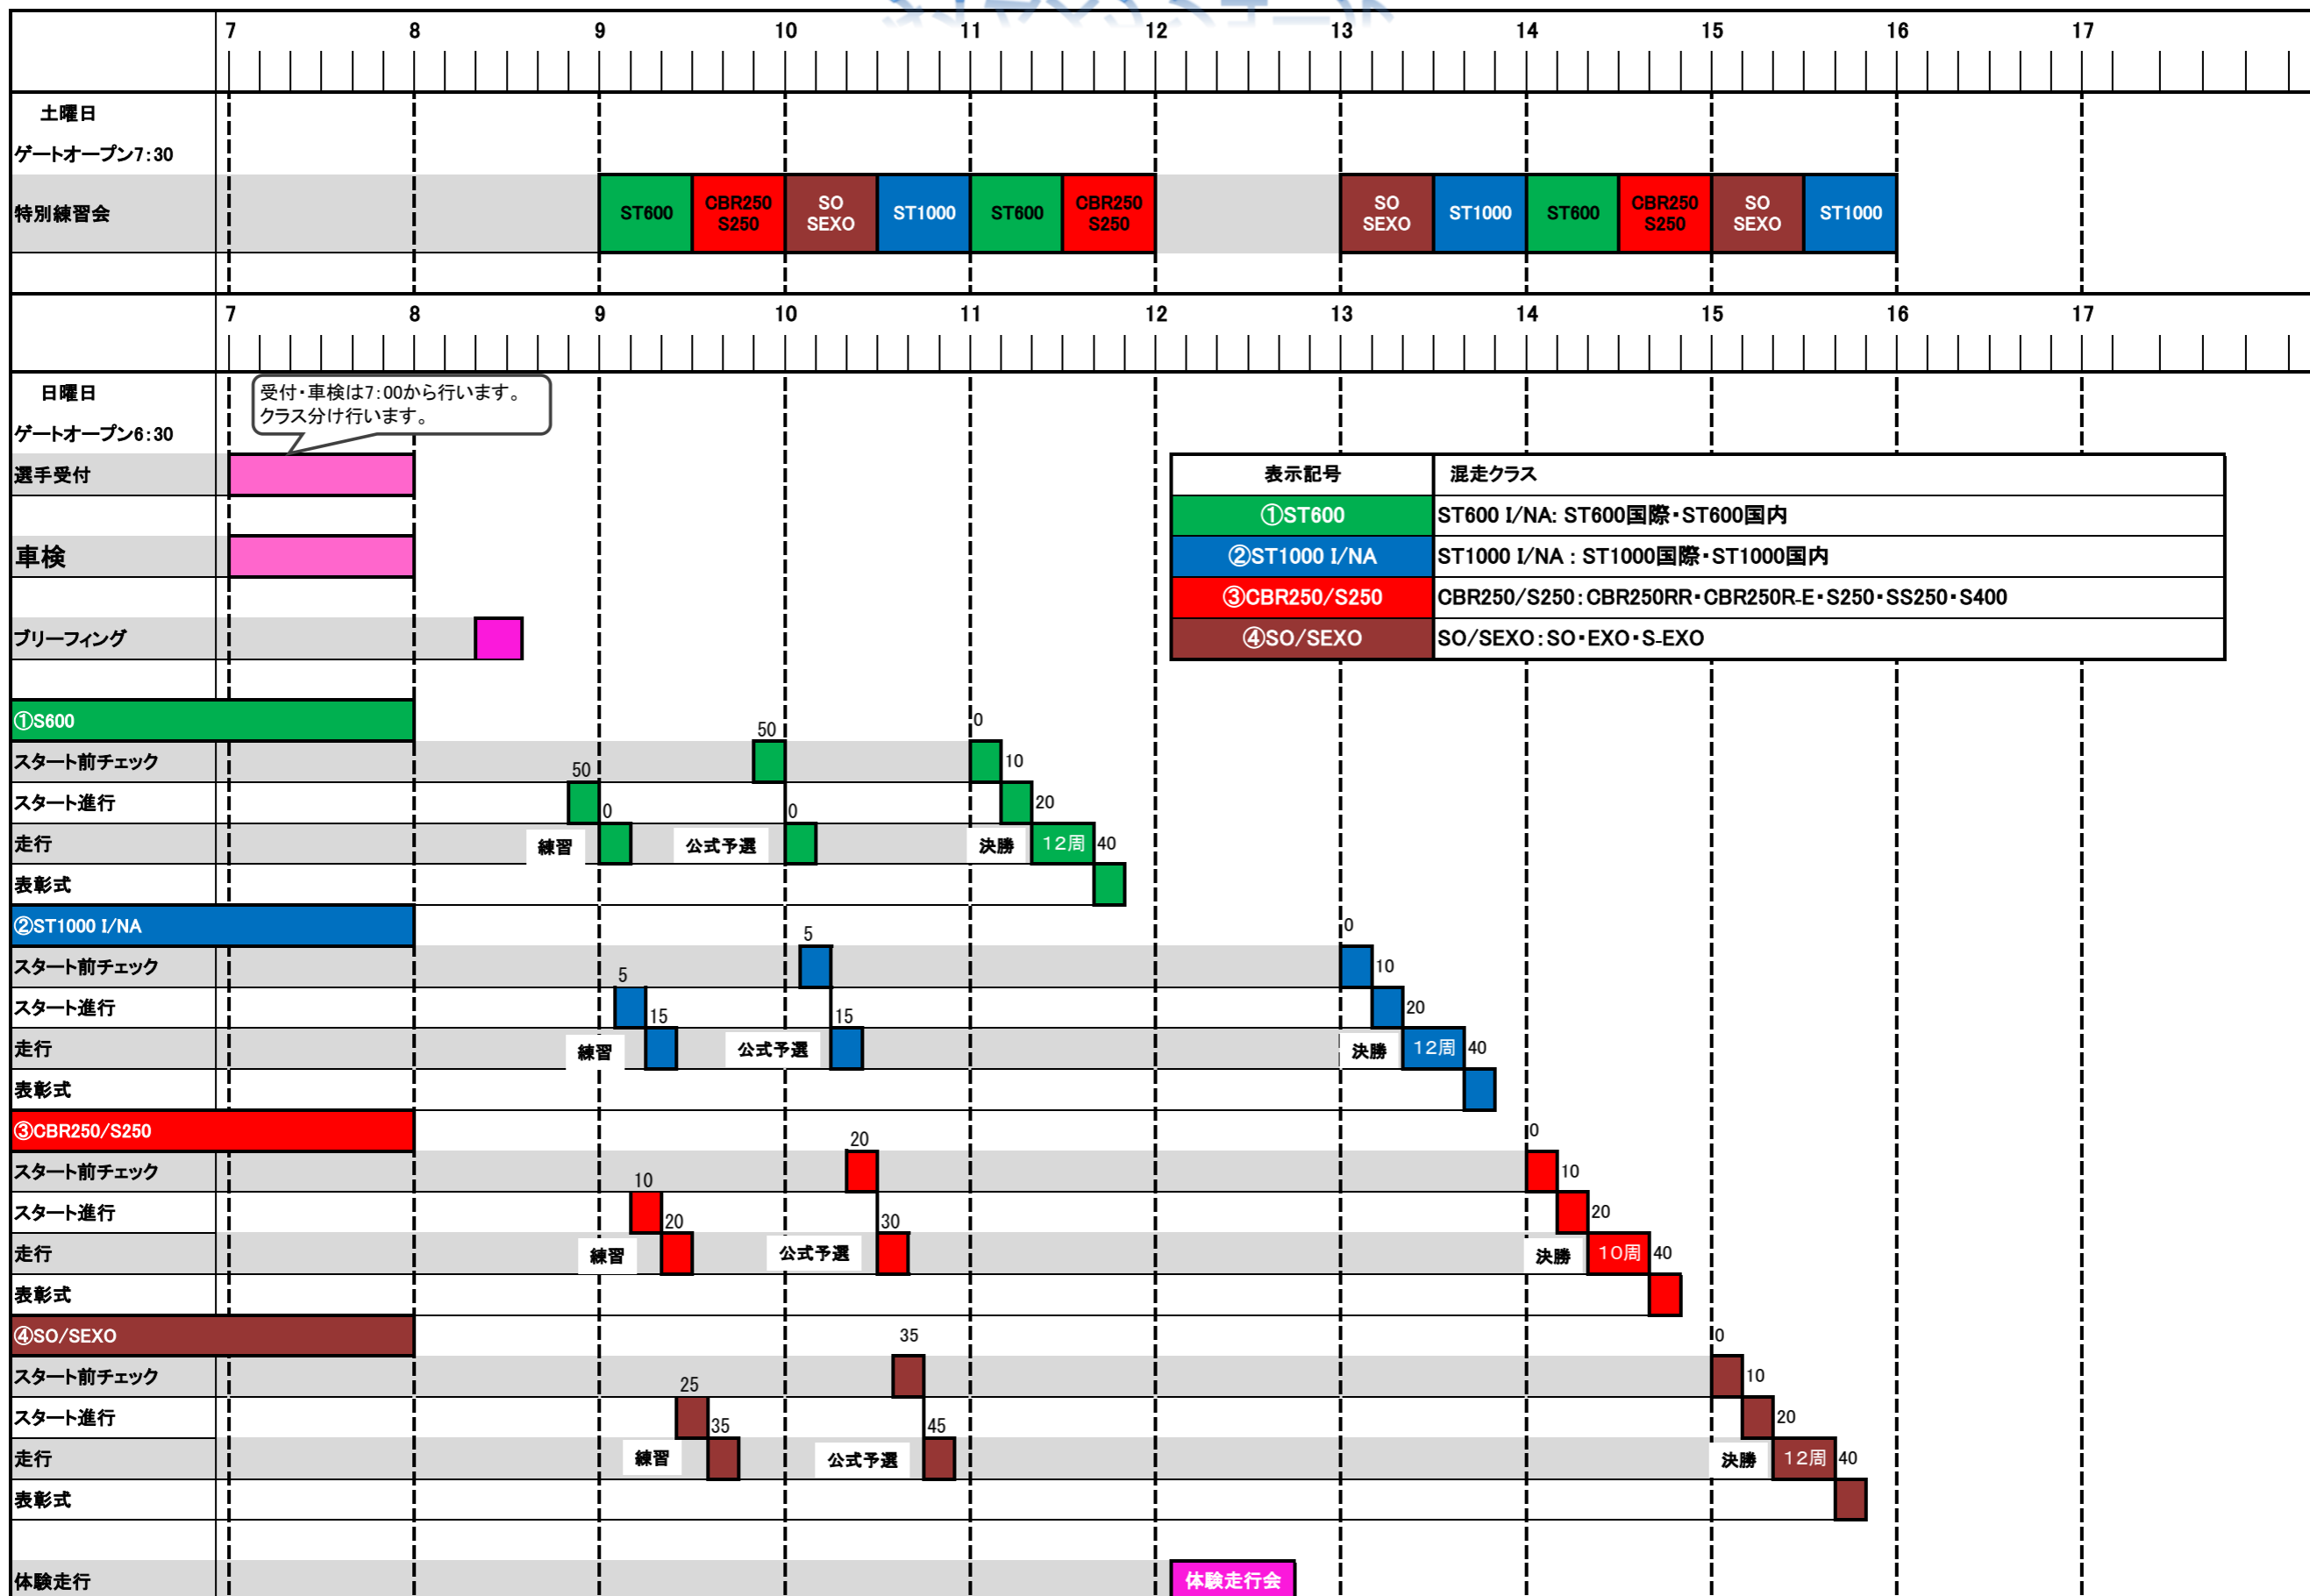 7 8 9 10 11 12 13 14 15 16 17
土曜日
ゲートオープン7:30
特別練習会
ST600
CBR250
S250
SO
SEXO
ST1000
ST600
CBR250
S250
SO
SEXO
ST1000
ST600
CBR250
S250
SO
SEXO
ST1000
7 8 9 10 11 12 13 14 15 16 17
日曜日
受付・車検は7:00から行います。
クラス分け行います。
ゲートオープン6:30
選手受付
車検
ブリーフィング
表示記号 混走クラス
①ST600 ST600 I/NA: ST600国際・ST600国内
②ST1000 I/NA ST1000 I/NA : ST1000国際・ST1000国内
③CBR250/S250 CBR250/S250:CBR250RR・CBR250R-E・S250・SS250・S400
④SO/SEXO SO/SEXO:SO・EXO・S-EXO
①S600
50 0
スタート前チェック 50 10
スタート進行 0 0 20
走行 練習 公式予選 決勝 12周 40
表彰式
②ST1000 I/NA
5 0
スタート前チェック 5 10
スタート進行 15 15 20
走行 練習 公式予選 決勝 12周 40
表彰式
③CBR250/S250
20 0
スタート前チェック 10 10
スタート進行 20 30 20
走行 練習 公式予選 決勝 10周 40
表彰式
④SO/SEXO
35 0
スタート前チェック 25 10
スタート進行 35 45 20
走行 練習 公式予選 決勝 12周 40
表彰式
体験走行 体験走行会